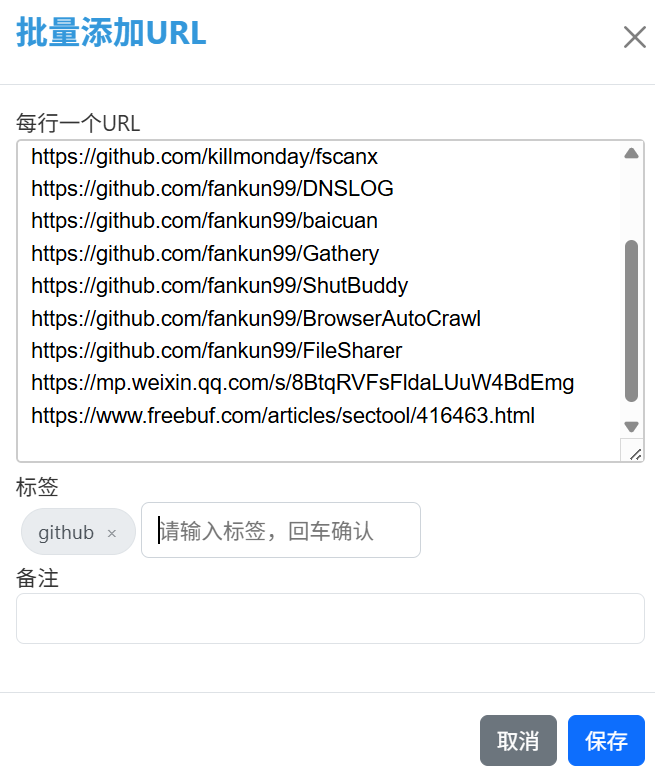 批量添加URL
每行一个URL
https://github.com/killmonday/fscanx
https://github.com/fankun99/DNSLOG
https://github.com/fankun99/baicuan
https://github.com/fankun99/Gathery
https://github.com/fankun99/ShutBuddy
https://github.com/fankun99/BrowserAutoCrawl
https://github.com/fankun99/FileSharer
https://mp.weixin.qq.com/s/8BtqRVFsFldaLUuW4BdEmg
https://www.freebuf.com/articles/sectool/416463.html
标签
github ×
请输入标签，回车确认
备注
取消 保存